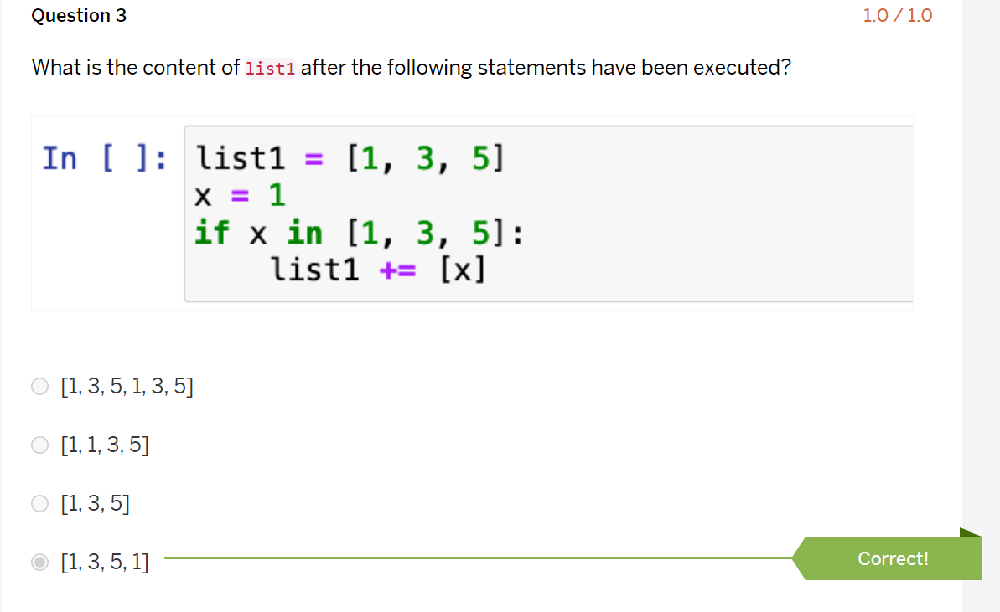 Question 3 1.0 / 1.0
What is the content of list1 after the following statements have been executed?
In [ ]: list1 = [1, 3, 5]
x = 1
if x in [1, 3, 5]:
    list1 += [x]
[1, 3, 5, 1, 3, 5]
[1, 1, 3, 5]
[1, 3, 5]
[1, 3, 5, 1] Correct!